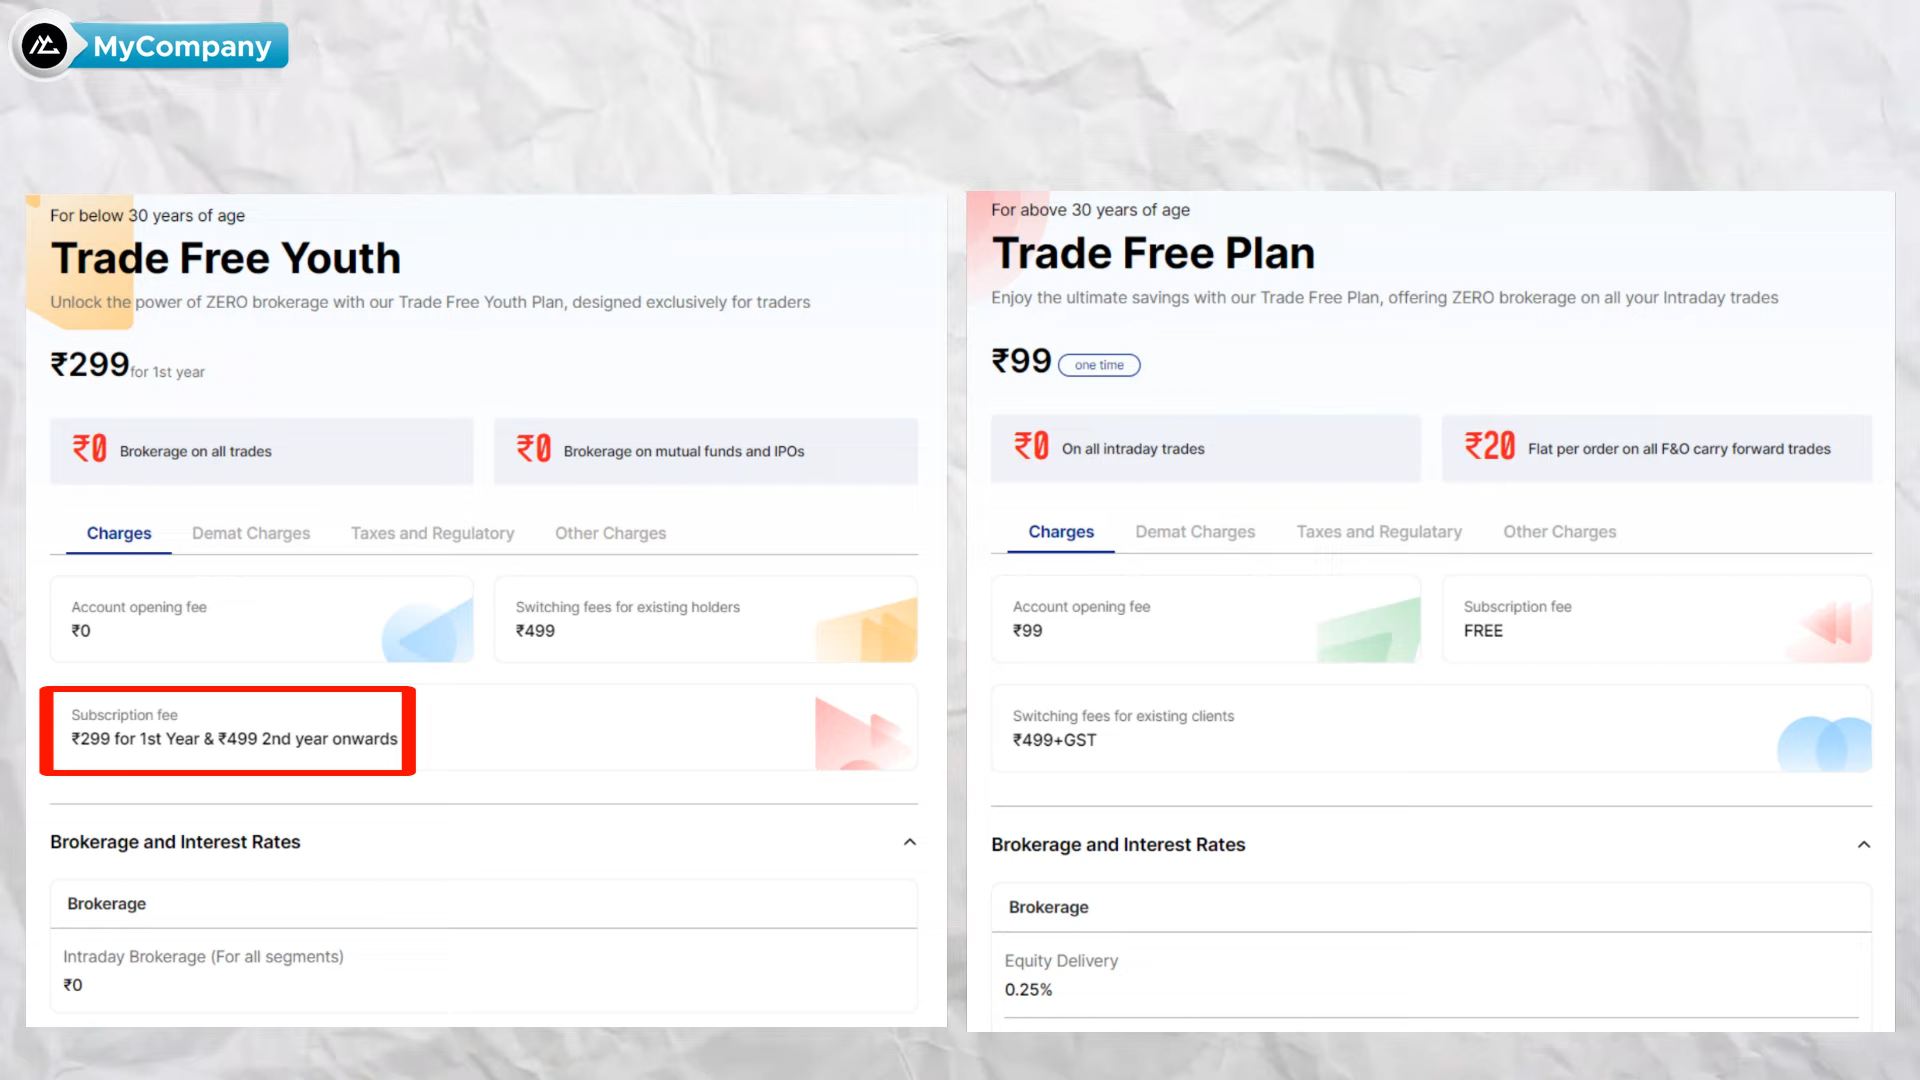 MyCompany
For below 30 years of age
Trade Free Youth
Unlock the power of ZERO brokerage with our Trade Free Youth Plan, designed exclusively for traders
₹299 for 1st year
₹0 Brokerage on all trades
₹0 Brokerage on mutual funds and IPOs
Charges Demat Charges Taxes and Regulatory Other Charges
Account opening fee
₹0
Switching fees for existing holders
₹499
Subscription fee
₹299 for 1st Year & ₹499 2nd year onwards
Brokerage and Interest Rates
Brokerage
Intraday Brokerage (For all segments)
₹0
For above 30 years of age
Trade Free Plan
Enjoy the ultimate savings with our Trade Free Plan, offering ZERO brokerage on all your Intraday trades
₹99 one time
₹0 On all intraday trades
₹20 Flat per order on all F&O carry forward trades
Charges Demat Charges Taxes and Regulatary Other Charges
Account opening fee
₹99
Subscription fee
FREE
Switching fees for existing clients
₹499+GST
Brokerage and Interest Rates
Brokerage
Equity Delivery
0.25%